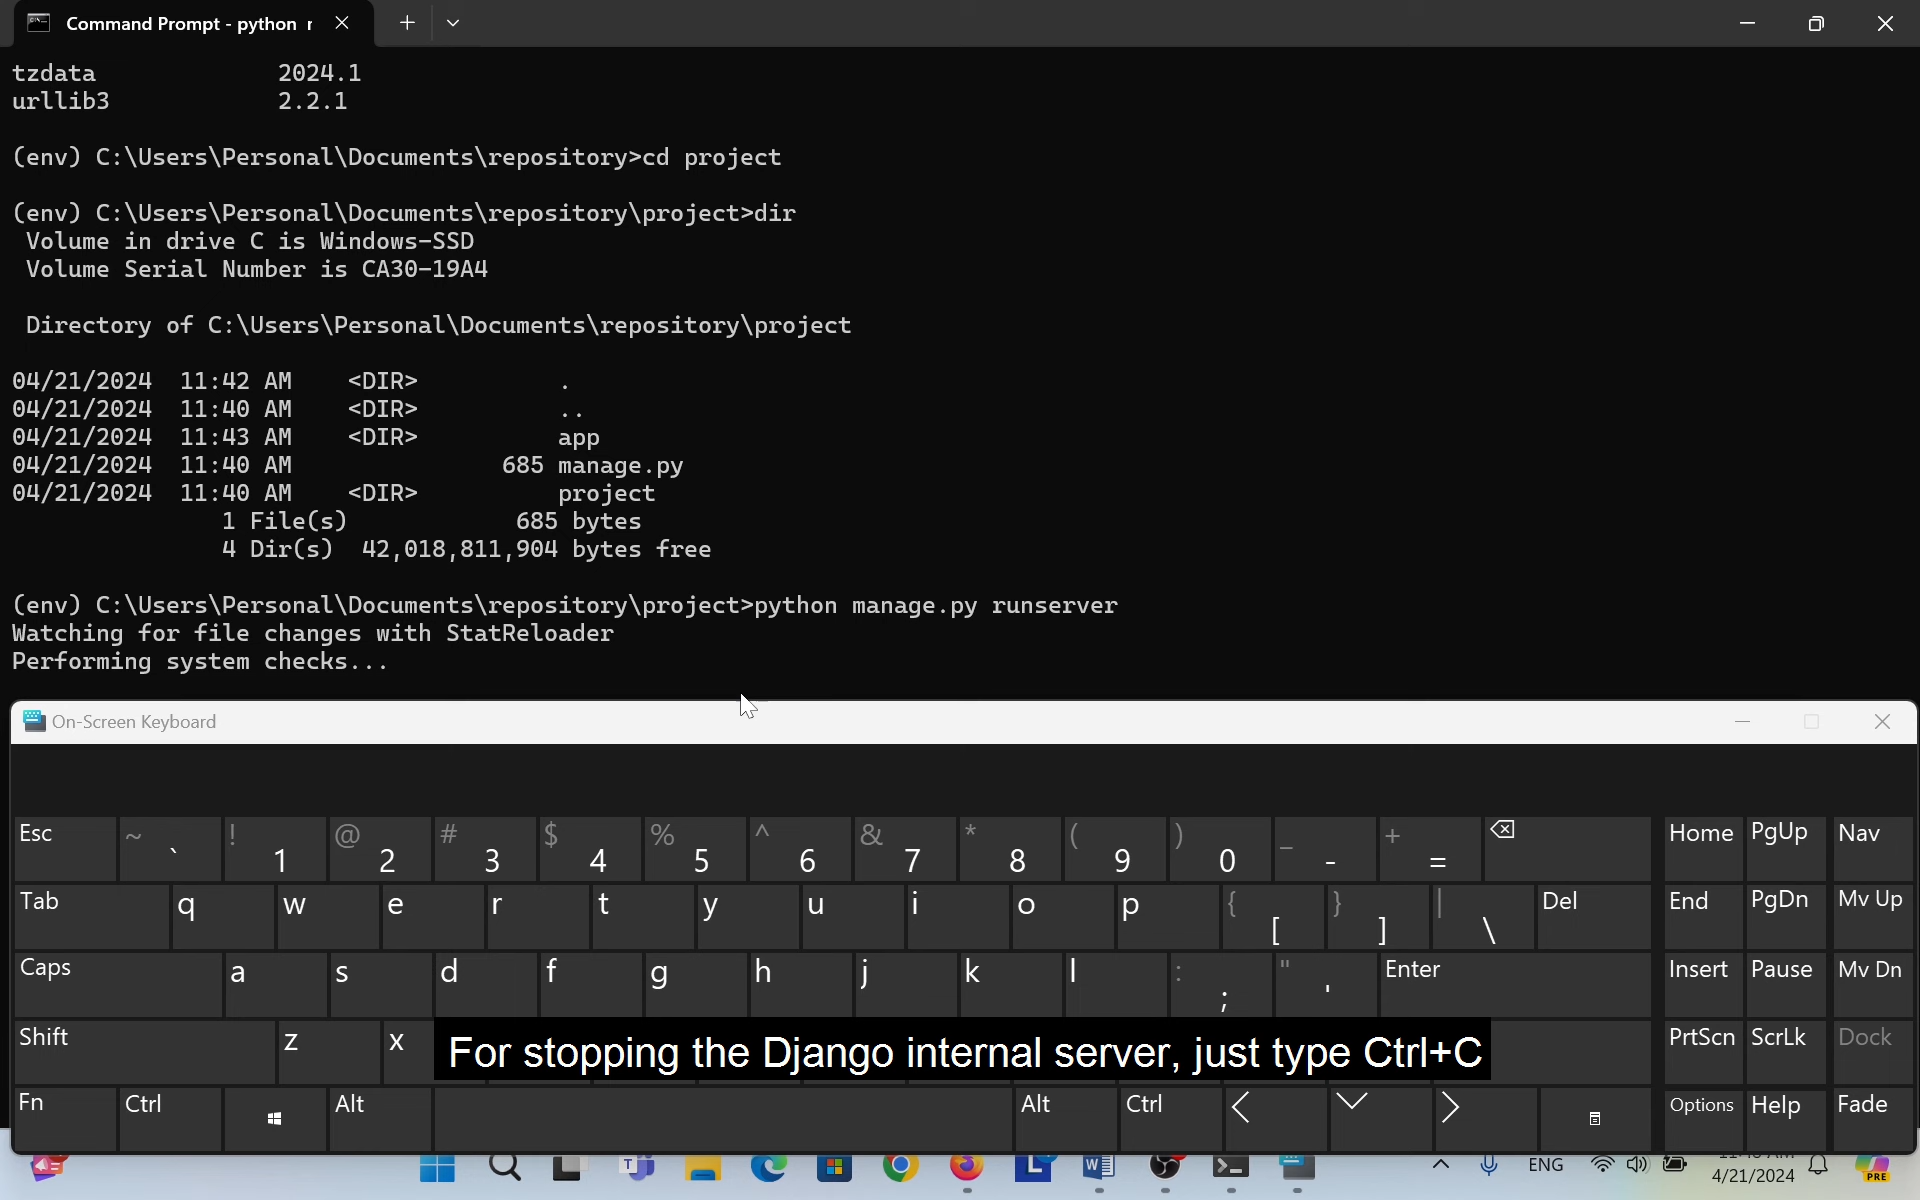 Command Prompt - python r
tzdata 2024.1
urllib3 2.2.1
(env) C:\Users\Personal\Documents\repository>cd project
(env) C:\Users\Personal\Documents\repository\project>dir
Volume in drive C is Windows-SSD
Volume Serial Number is CA30-19A4
Directory of C:\Users\Personal\Documents\repository\project
04/21/2024 11:42 AM <DIR> .
04/21/2024 11:40 AM <DIR> ..
04/21/2024 11:43 AM <DIR> app
04/21/2024 11:40 AM 685 manage.py
04/21/2024 11:40 AM <DIR> project
1 File(s) 685 bytes
4 Dir(s) 42,018,811,904 bytes free
(env) C:\Users\Personal\Documents\repository\project>python manage.py runserver
Watching for file changes with StatReloader
Performing system checks...
On-Screen Keyboard
Esc ~ ` ! 1 @ 2 # 3 $ 4 % 5 ^ 6 & 7 * 8 ( 9 ) 0 _ - + = Home PgUp Nav
Tab q w e r t y u i o p { [ } ] | \ Del End PgDn Mv Up
Caps a s d f g h j k l : ; " ' Enter Insert Pause Mv Dn
Shift z x PrtScn ScrLk Dock
For stopping the Django internal server, just type Ctrl+C
Fn Ctrl Alt Alt Ctrl Options Help Fade
ENG
4/21/2024
PRE